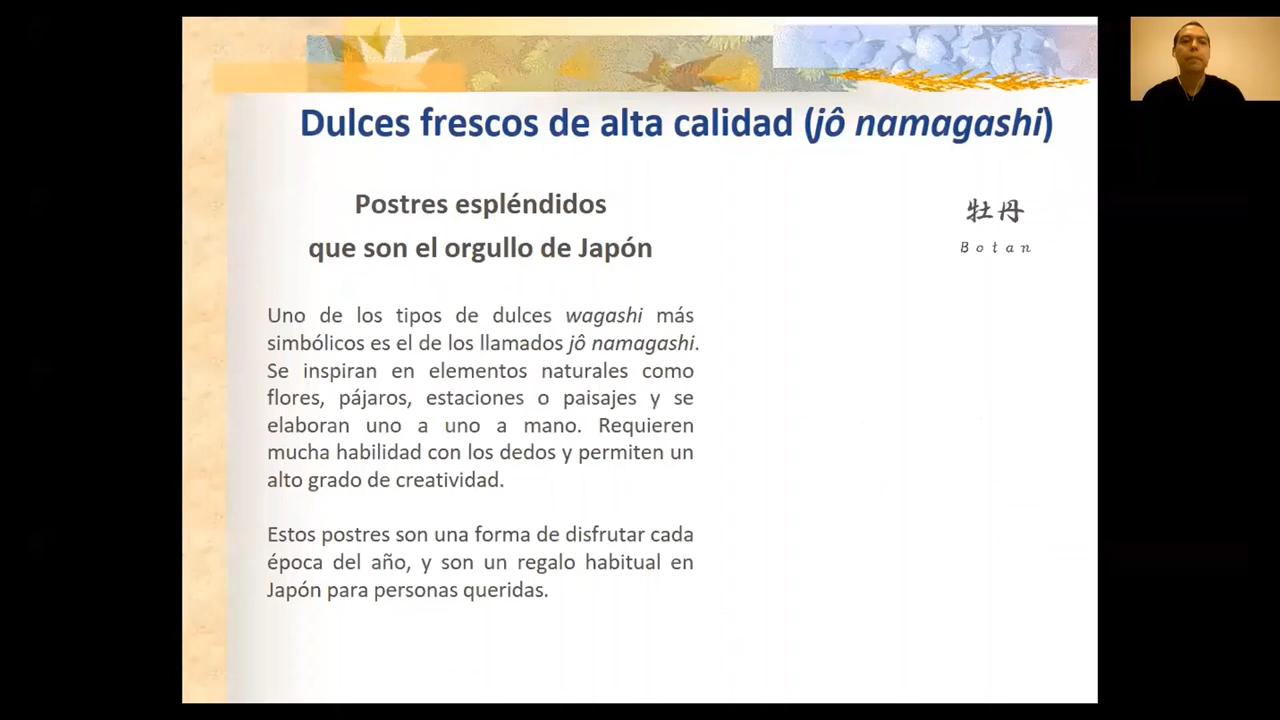 Dulces frescos de alta calidad (jô namagashi)
Postres espléndidos
que son el orgullo de Japón
牡丹
Botan
Uno de los tipos de dulces wagashi más
simbólicos es el de los llamados jô namagashi.
Se inspiran en elementos naturales como
flores, pájaros, estaciones o paisajes y se
elaboran uno a uno a mano. Requieren
mucha habilidad con los dedos y permiten un
alto grado de creatividad.
Estos postres son una forma de disfrutar cada
época del año, y son un regalo habitual en
Japón para personas queridas.